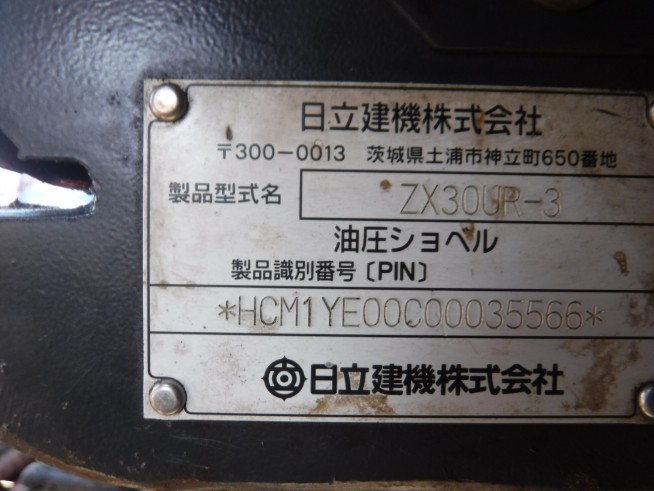 日立建機株式会社
〒300-0013 茨城県土浦市神立町650番地
製品型式名 ZX30UR-3
油圧ショベル
製品識別番号〔PIN〕
*HCM1YE00C00035566*
日立建機株式会社